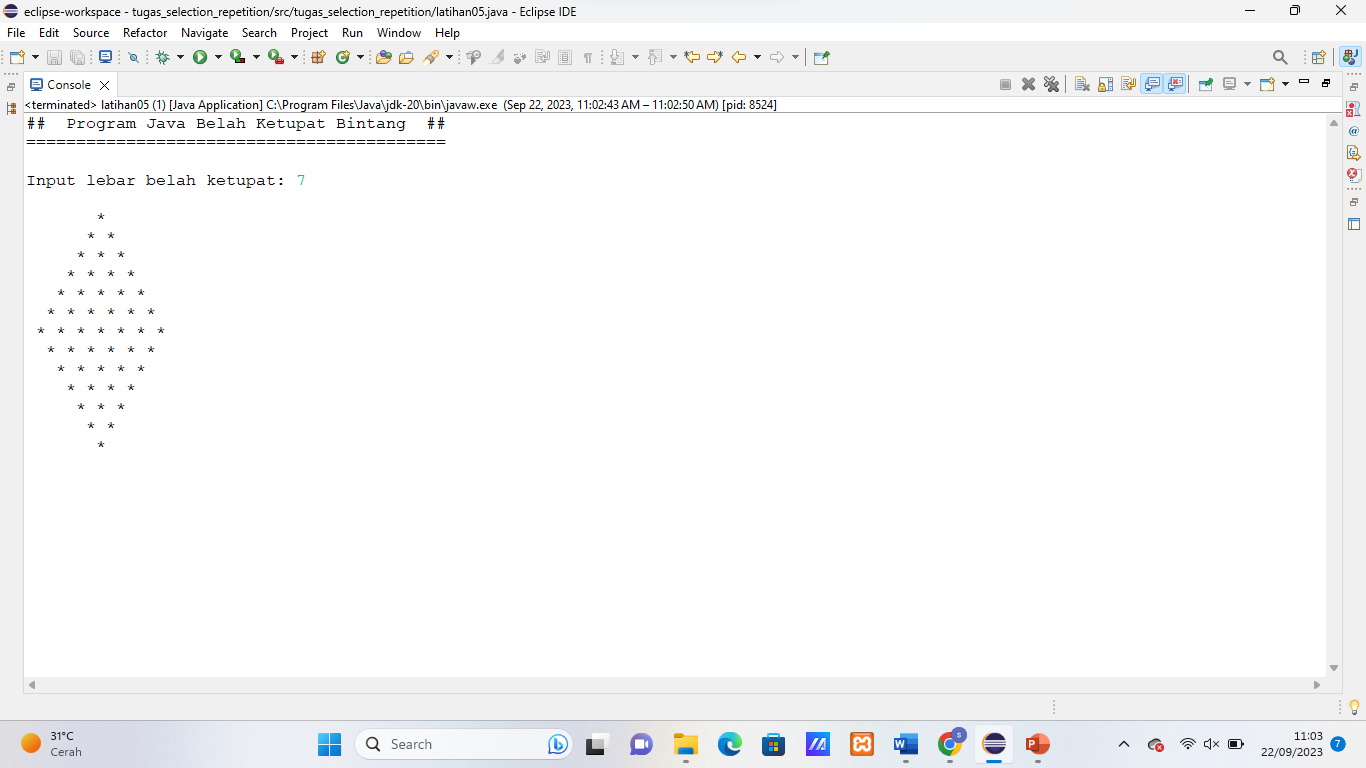 eclipse-workspace - tugas_selection_repetition/src/tugas_selection_repetition/latihan05.java - Eclipse IDE
File Edit Source Refactor Navigate Search Project Run Window Help
Console
<terminated> latihan05 (1) [Java Application] C:\Program Files\Java\jdk-20\bin\javaw.exe (Sep 22, 2023, 11:02:43 AM – 11:02:50 AM) [pid: 8524]
##  Program Java Belah Ketupat Bintang  ##
==========================================
Input lebar belah ketupat: 7
       *
      * *
     * * *
    * * * *
   * * * * *
  * * * * * *
 * * * * * * *
  * * * * * *
   * * * * *
    * * * *
     * * *
      * *
       *
31°C
Cerah
Search
11:03
22/09/2023
7